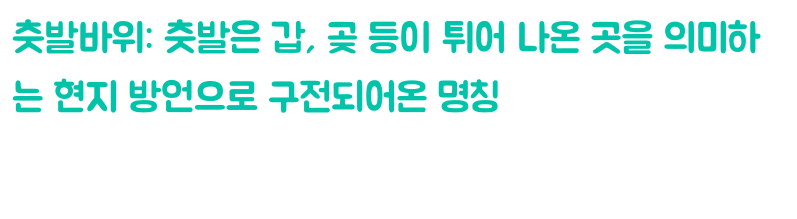 춧발바위: 춧발은 갑, 곶 등이 튀어 나온 곳을 의미하
는 현지 방언으로 구전되어온 명칭